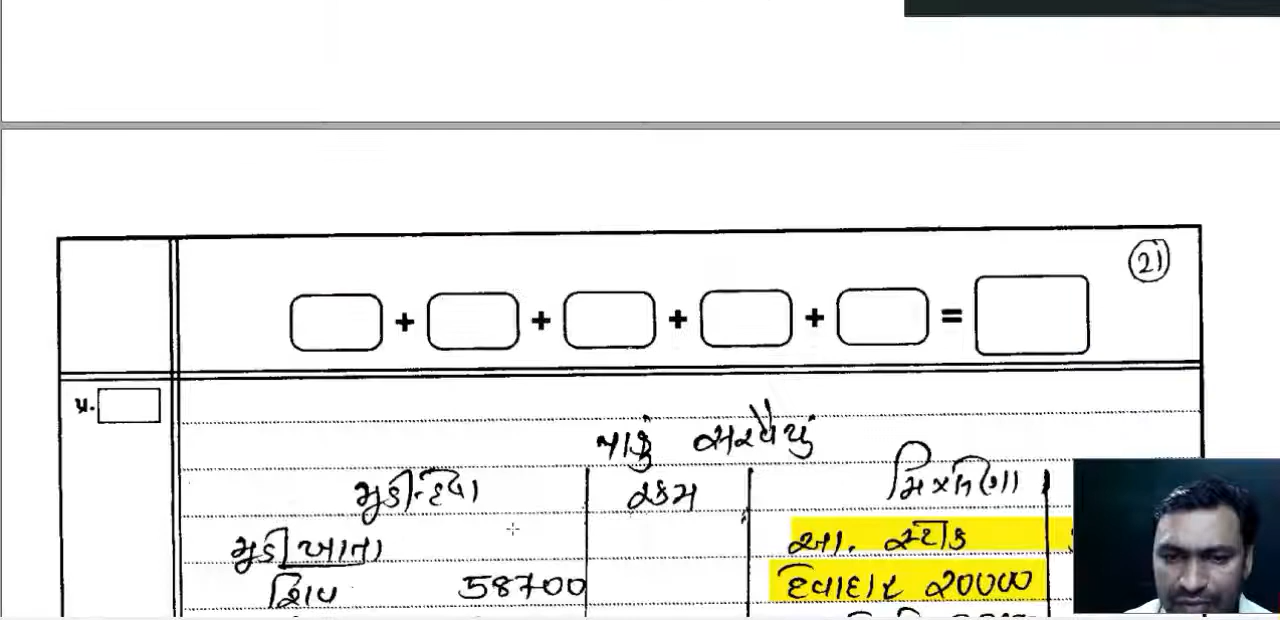 21
+ + + + =
પ્ર.
પાકું સરવૈયું
મૂડી-દેવા રકમ મિલકતો
મૂડી ખાતા આ. સ્ટોક
શિવ 58700 દેવાદાર 20000